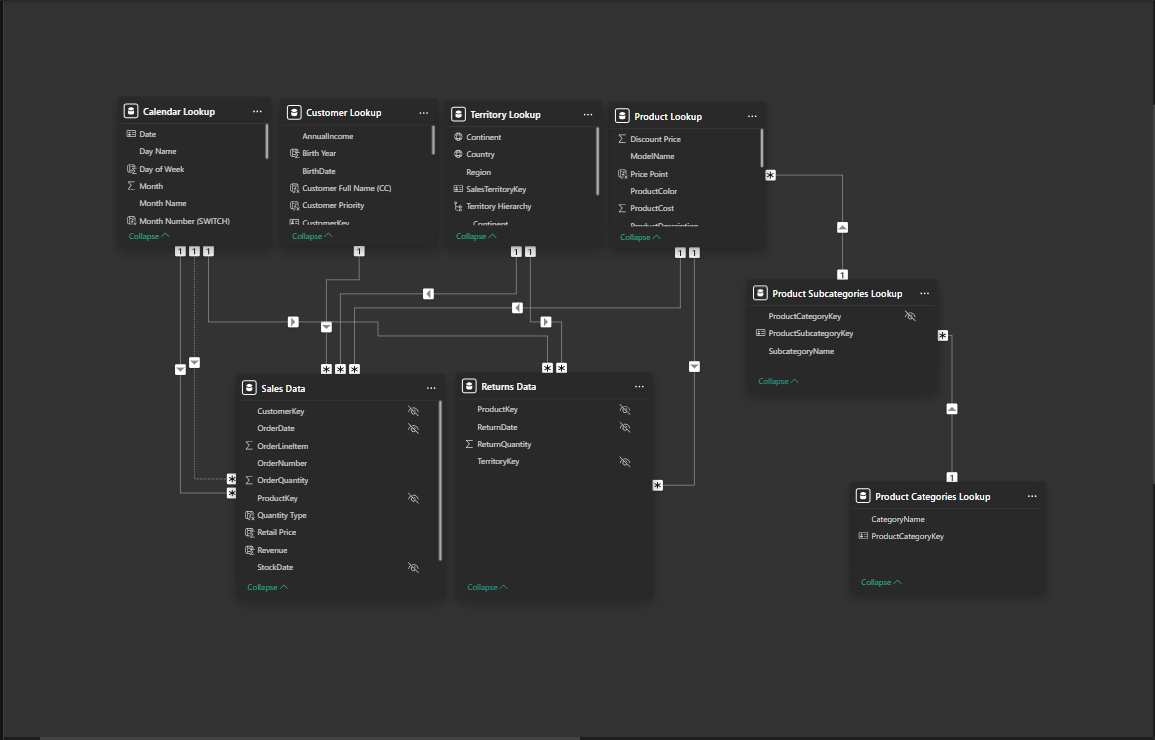 Calendar Lookup
Date
Day Name
Day of Week
Month
Month Name
Month Number (SWITCH)
Collapse
Customer Lookup
AnnualIncome
Birth Year
BirthDate
Customer Full Name (CC)
Customer Priority
CustomerKey
Collapse
Territory Lookup
Continent
Country
Region
SalesTerritoryKey
Territory Hierarchy
Continent
Collapse
Product Lookup
Discount Price
ModelName
Price Point
ProductColor
ProductCost
ProductDescription
Collapse
1 1 1 1 1 1 1 1
*
1
Product Subcategories Lookup
ProductCategoryKey
ProductSubcategoryKey
SubcategoryName
Collapse
*
1
Product Categories Lookup
CategoryName
ProductCategoryKey
Collapse
* * * * *
Sales Data
CustomerKey
OrderDate
OrderLineItem
OrderNumber
OrderQuantity
ProductKey
Quantity Type
Retail Price
Revenue
StockDate
Collapse
*
*
Returns Data
ProductKey
ReturnDate
ReturnQuantity
TerritoryKey
Collapse
*